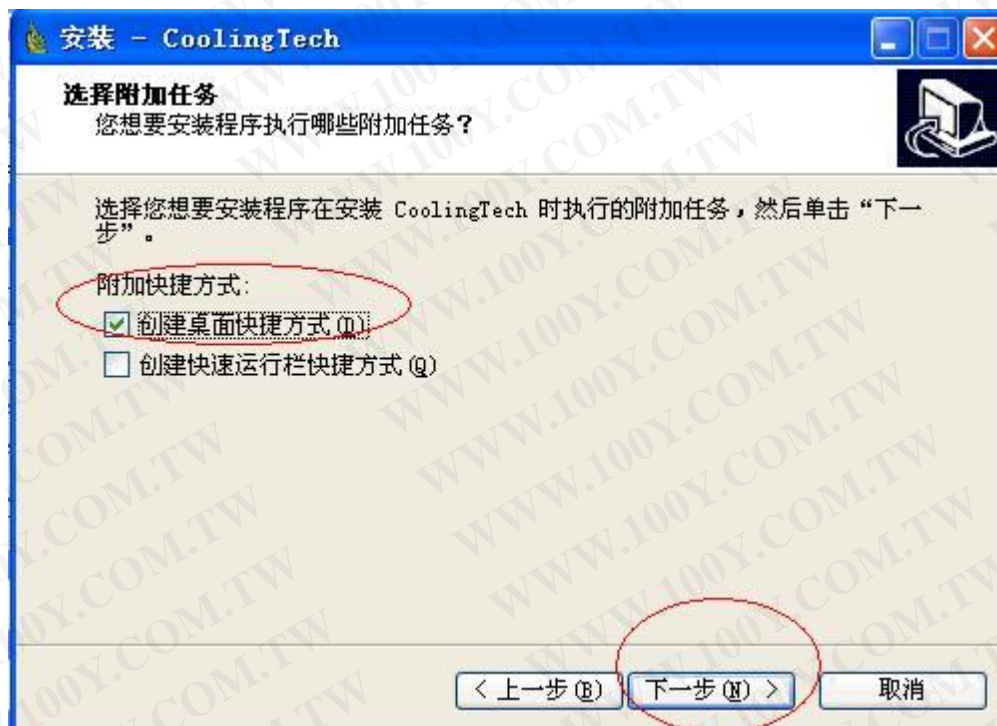 安装 - CoolingTech
选择附加任务
您想要安装程序执行哪些附加任务？
选择您想要安装程序在安装 CoolingTech 时执行的附加任务，然后单击“下一
步”。
附加快捷方式:
创建桌面快捷方式(D)
创建快速运行栏快捷方式(Q)
< 上一步(B)
下一步(N) >
取消
WWW.100Y.COM.TW